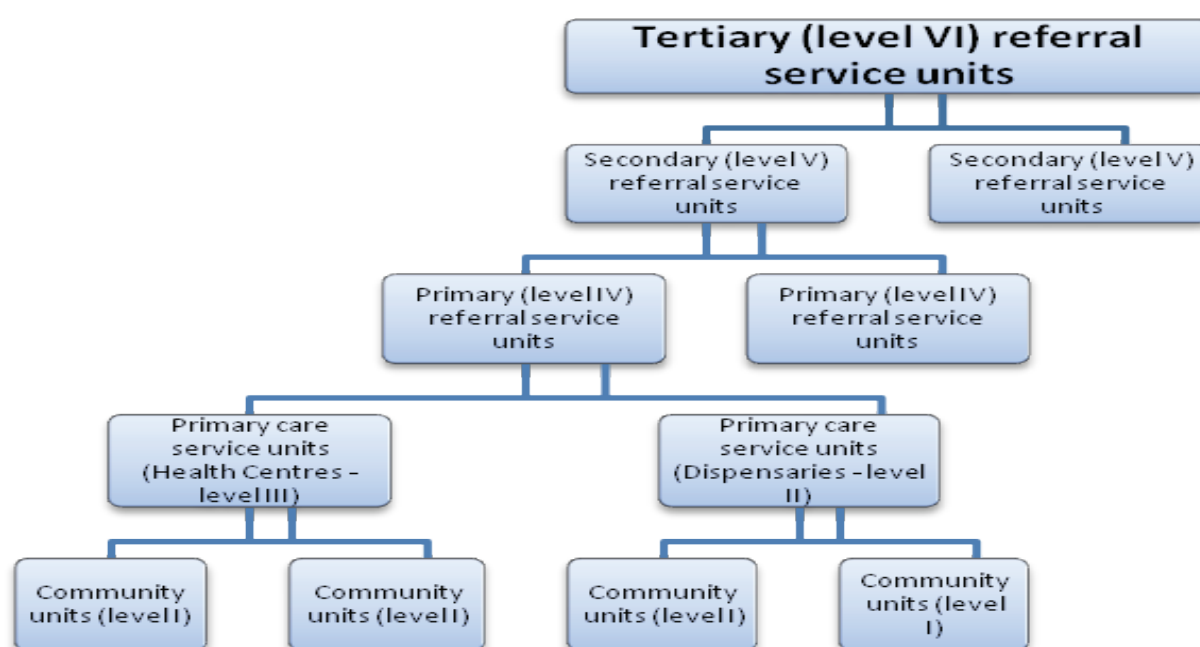 Tertiary (level VI) referral
service units
Secondary (level V)
referral service
units
Secondary (level V)
referral service
units
Primary (level IV)
referral service
units
Primary (level IV)
referral service
units
Primary care
service units
(Health Centres -
level III)
Primary care
service units
(Dispensaries - level
II)
Community
units (level I)
Community
units (level I)
Community
units (level I)
Community
units (level
I)